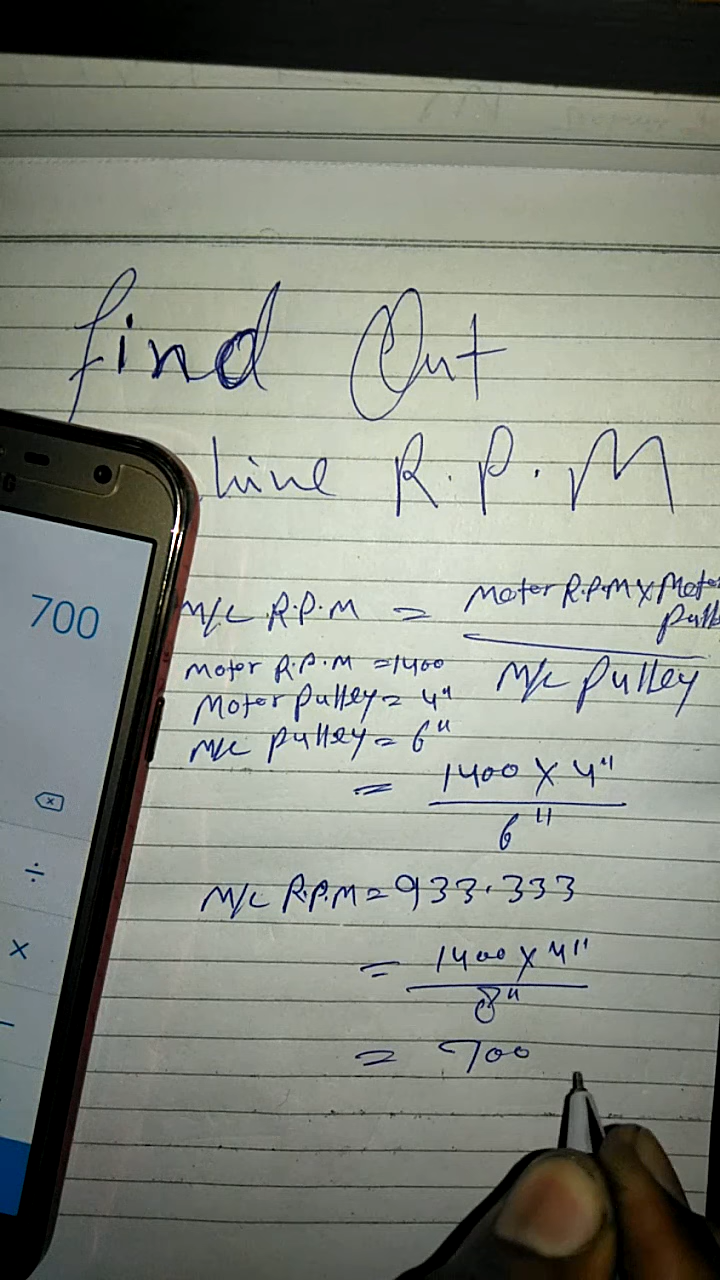 find Out
hine R.P.M
700
M/C R.P.M = Motor R.P.M X Motor
Pull
M/C Pulley
Motor R.P.M = 1400
Motor Pulley = 4"
M/C Pulley = 6"
= 1400 X 4"
6"
M/C R.P.M = 933.333
= 1400 X 4"
8"
= 700
÷
×